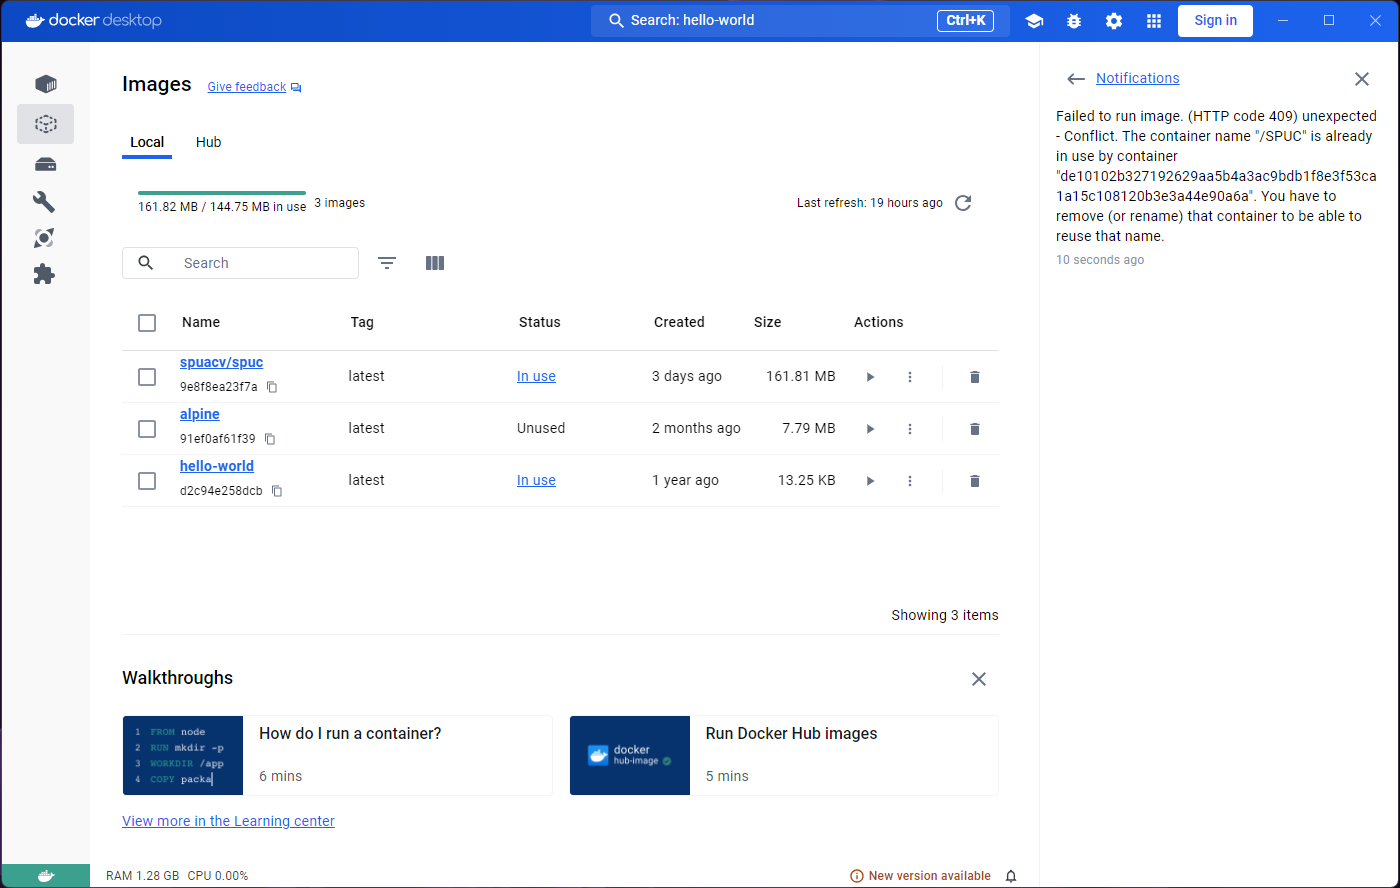 docker desktop
Search: hello-world
Ctrl+K
Sign in
Images
Give feedback
Local
Hub
161.82 MB / 144.75 MB in use
3 images
Last refresh: 19 hours ago
Search
Name Tag Status Created Size Actions
spuacv/spuc
9e8f8ea23f7a
latest In use 3 days ago 161.81 MB
alpine
91ef0af61f39
latest Unused 2 months ago 7.79 MB
hello-world
d2c94e258dcb
latest In use 1 year ago 13.25 KB
Showing 3 items
Walkthroughs
1 FROM node
2 RUN mkdir -p
3 WORKDIR /app
4 COPY packa
How do I run a container?
6 mins
docker
hub-image
Run Docker Hub images
5 mins
View more in the Learning center
RAM 1.28 GB CPU 0.00%
New version available
Notifications
Failed to run image. (HTTP code 409) unexpected
- Conflict. The container name "/SPUC" is already
in use by container
"de10102b327192629aa5b4a3ac9bdb1f8e3f53ca
1a15c108120b3e3a44e90a6a". You have to
remove (or rename) that container to be able to
reuse that name.
10 seconds ago